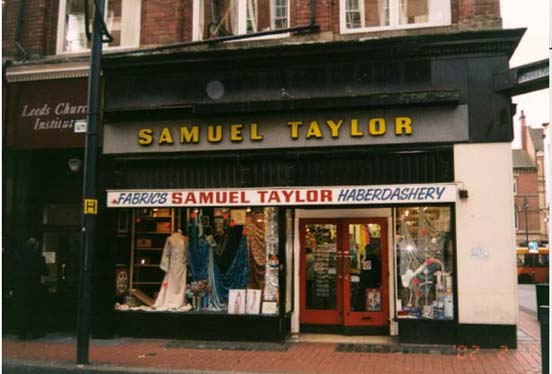 Leeds Church
Institute
SAMUEL TAYLOR
FABRICS SAMUEL TAYLOR HABERDASHERY
H